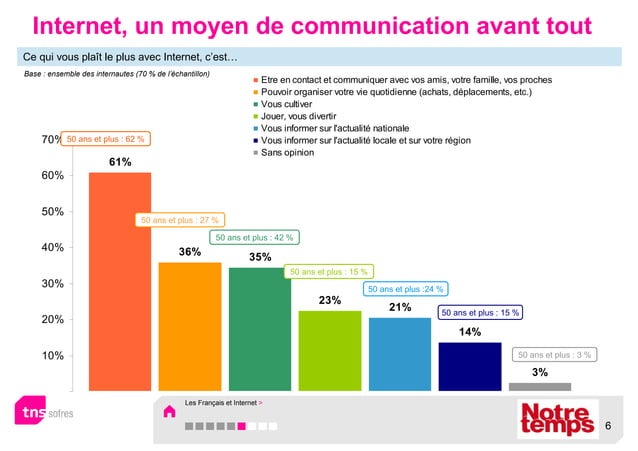 Internet, un moyen de communication avant tout
Ce qui vous plaît le plus avec Internet, c'est…
Base : ensemble des internautes (70 % de l'échantillon)
Etre en contact et communiquer avec vos amis, votre famille, vos proches
Pouvoir organiser votre vie quotidienne (achats, déplacements, etc.)
Vous cultiver
Jouer, vous divertir
Vous informer sur l'actualité nationale
Vous informer sur l'actualité locale et sur votre région
Sans opinion
70%
60%
50%
40%
30%
20%
10%
50 ans et plus : 62 %
61%
50 ans et plus : 27 %
36%
50 ans et plus : 42 %
35%
50 ans et plus : 15 %
23%
50 ans et plus :24 %
21%
50 ans et plus : 15 %
14%
50 ans et plus : 3 %
3%
tns sofres
Les Français et Internet >
Notre
temps
6